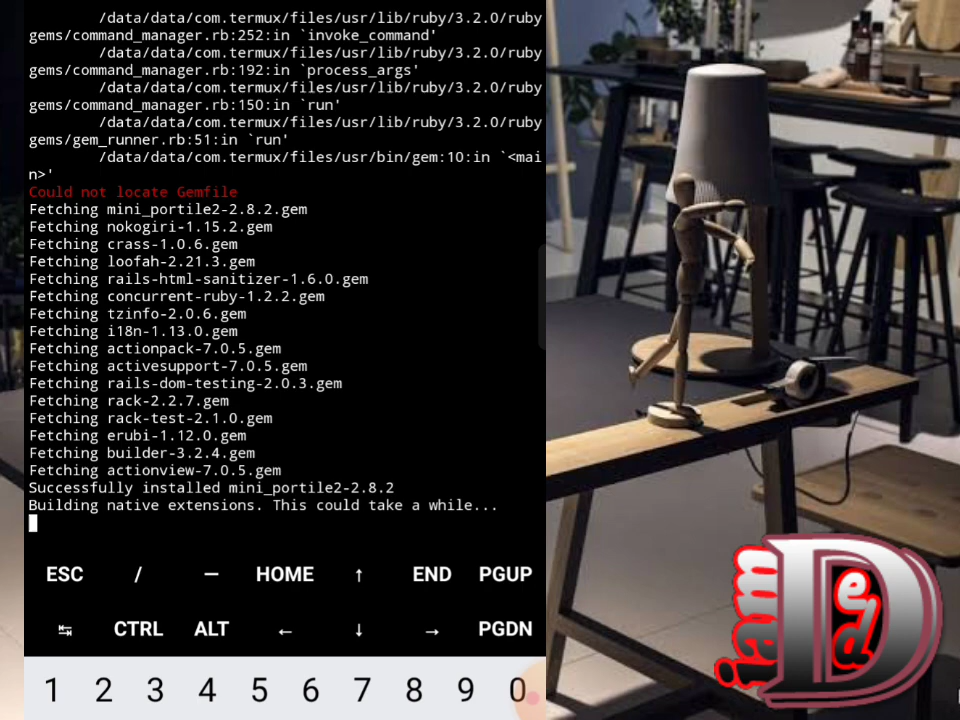 /data/data/com.termux/files/usr/lib/ruby/3.2.0/ruby
gems/command_manager.rb:252:in `invoke_command'
/data/data/com.termux/files/usr/lib/ruby/3.2.0/ruby
gems/command_manager.rb:192:in `process_args'
/data/data/com.termux/files/usr/lib/ruby/3.2.0/ruby
gems/command_manager.rb:150:in `run'
/data/data/com.termux/files/usr/lib/ruby/3.2.0/ruby
gems/gem_runner.rb:51:in `run'
/data/data/com.termux/files/usr/bin/gem:10:in `<mai
n>'
Could not locate Gemfile
Fetching mini_portile2-2.8.2.gem
Fetching nokogiri-1.15.2.gem
Fetching crass-1.0.6.gem
Fetching loofah-2.21.3.gem
Fetching rails-html-sanitizer-1.6.0.gem
Fetching concurrent-ruby-1.2.2.gem
Fetching tzinfo-2.0.6.gem
Fetching i18n-1.13.0.gem
Fetching actionpack-7.0.5.gem
Fetching activesupport-7.0.5.gem
Fetching rails-dom-testing-2.0.3.gem
Fetching rack-2.2.7.gem
Fetching rack-test-2.1.0.gem
Fetching erubi-1.12.0.gem
Fetching builder-3.2.4.gem
Fetching actionview-7.0.5.gem
Successfully installed mini_portile2-2.8.2
Building native extensions. This could take a while...
ESC / — HOME ↑ END PGUP
↹ CTRL ALT ← ↓ → PGDN
1 2 3 4 5 6 7 8 9 0
iam D ed